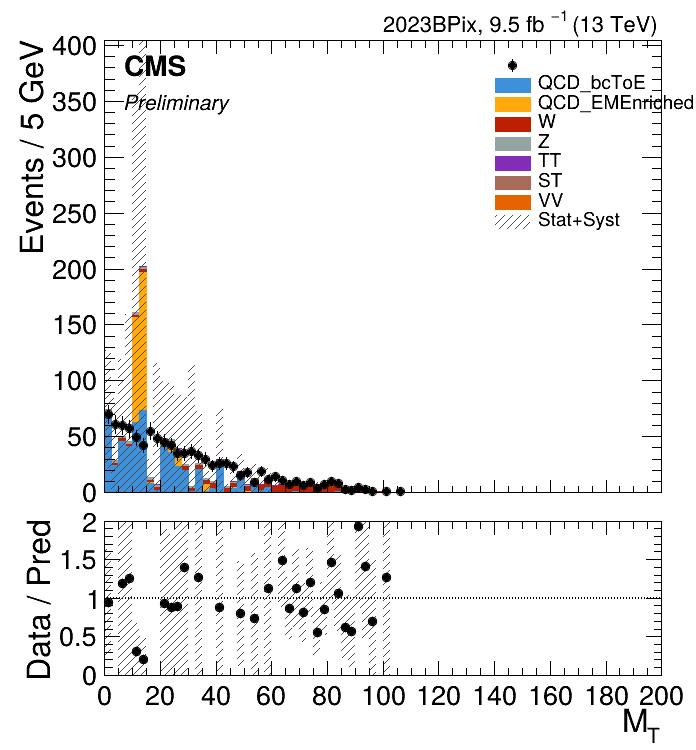 2023BPix, 9.5 fb⁻¹ (13 TeV)
CMS
Preliminary
Events / 5 GeV
400
350
300
250
200
150
100
50
0
QCD_bcToE
QCD_EMEnriched
W
Z
TT
ST
VV
Stat+Syst
Data / Pred
2
1.5
1
0.5
0
0 20 40 60 80 100 120 140 160 180 200
M_T